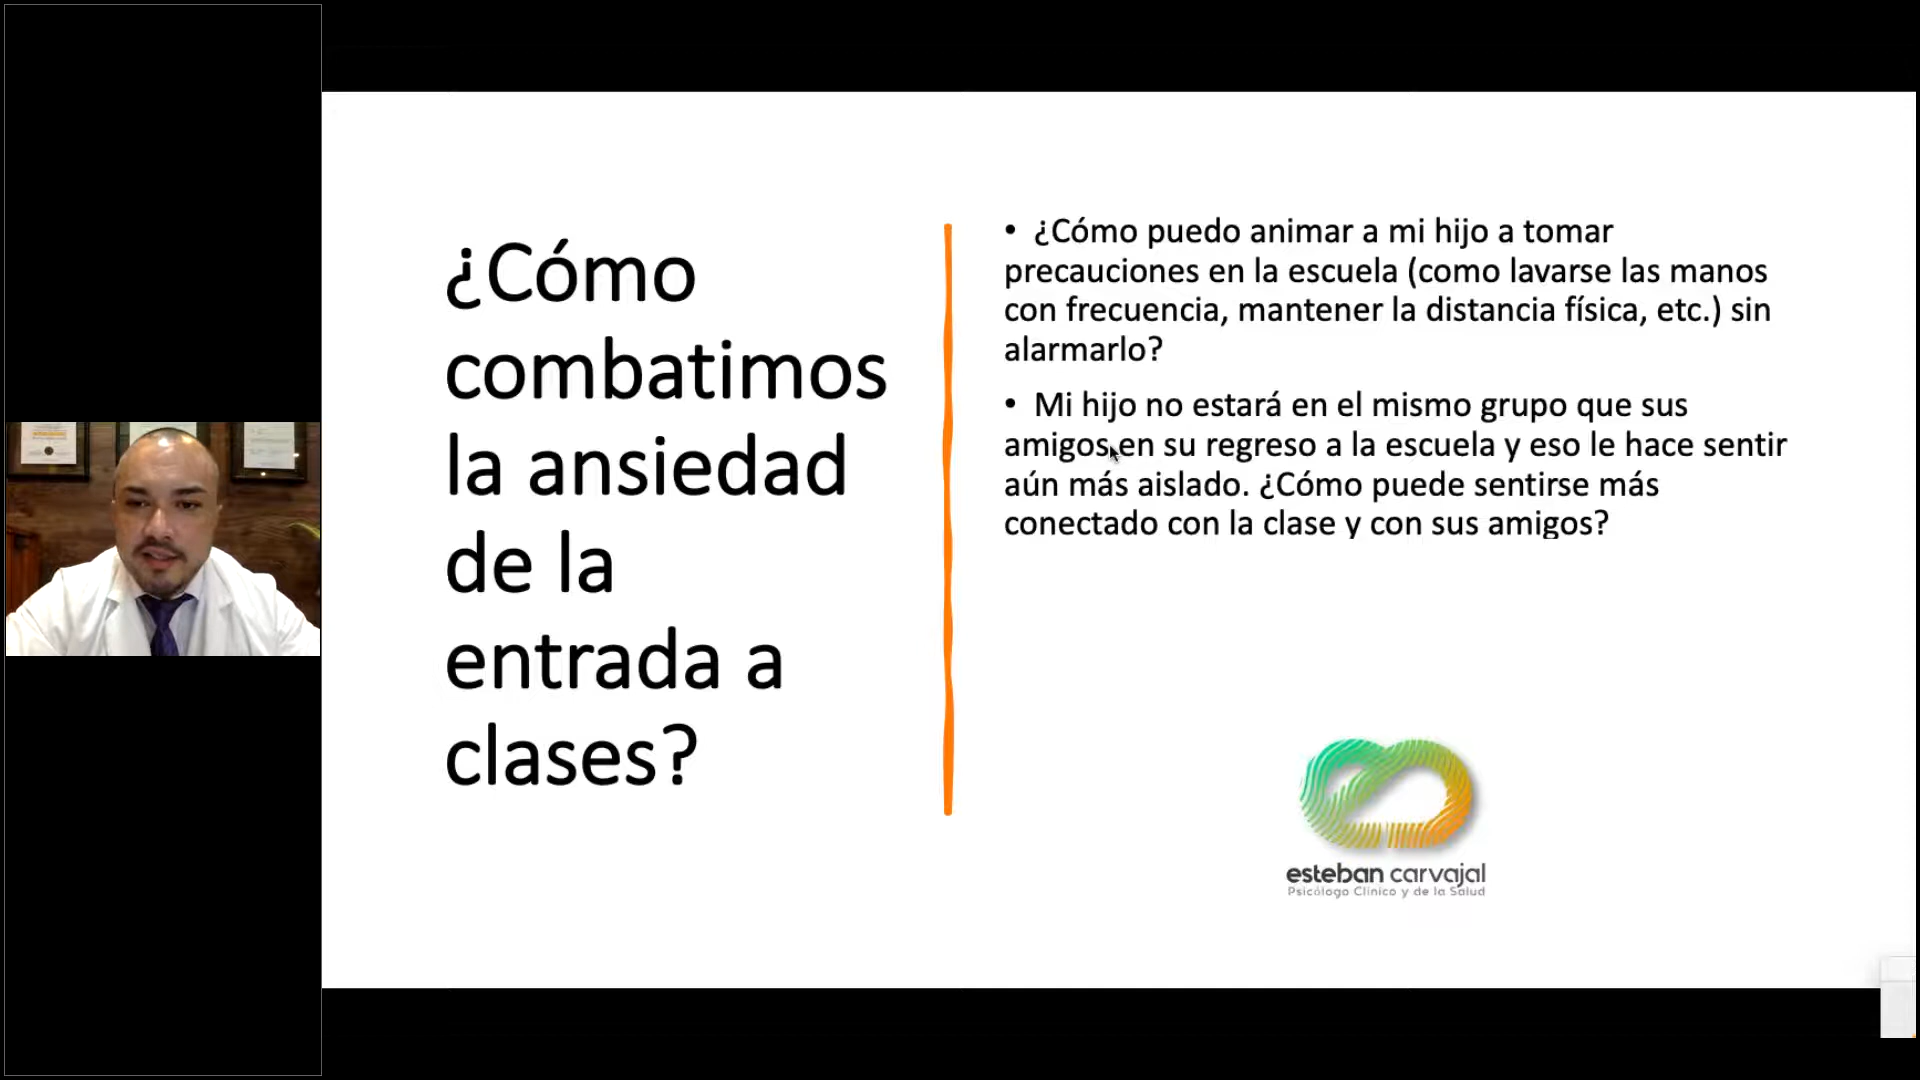 ¿Cómo
combatimos
la ansiedad
de la
entrada a
clases?
• ¿Cómo puedo animar a mi hijo a tomar
precauciones en la escuela (como lavarse las manos
con frecuencia, mantener la distancia física, etc.) sin
alarmarlo?
• Mi hijo no estará en el mismo grupo que sus
amigos en su regreso a la escuela y eso le hace sentir
aún más aislado. ¿Cómo puede sentirse más
conectado con la clase y con sus amigos?
esteban carvajal
Psicólogo Clínico y de la Salud